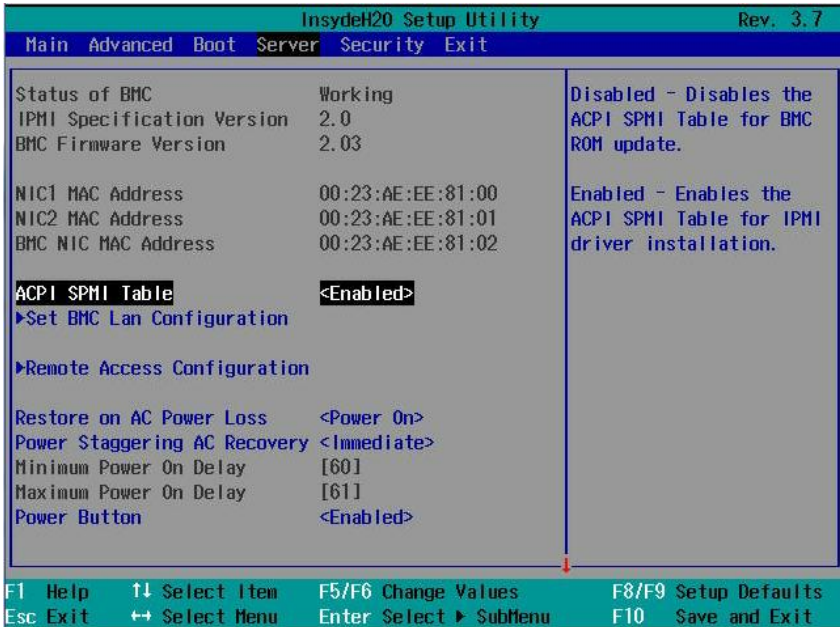 InsydeH2O Setup Utility Rev. 3.7
Main Advanced Boot Server Security Exit
Status of BMC Working
IPMI Specification Version 2.0
BMC Firmware Version 2.03
NIC1 MAC Address 00:23:AE:EE:81:00
NIC2 MAC Address 00:23:AE:EE:81:01
BMC NIC MAC Address 00:23:AE:EE:81:02
ACPI SPMI Table <Enabled>
▶Set BMC Lan Configuration
▶Remote Access Configuration
Restore on AC Power Loss <Power On>
Power Staggering AC Recovery <Immediate>
Minimum Power On Delay [60]
Maximum Power On Delay [61]
Power Button <Enabled>
Disabled - Disables the
ACPI SPMI Table for BMC
ROM update.
Enabled - Enables the
ACPI SPMI Table for IPMI
driver installation.
F1 Help ↑↓ Select Item F5/F6 Change Values F8/F9 Setup Defaults
Esc Exit ↔ Select Menu Enter Select ▶ SubMenu F10 Save and Exit